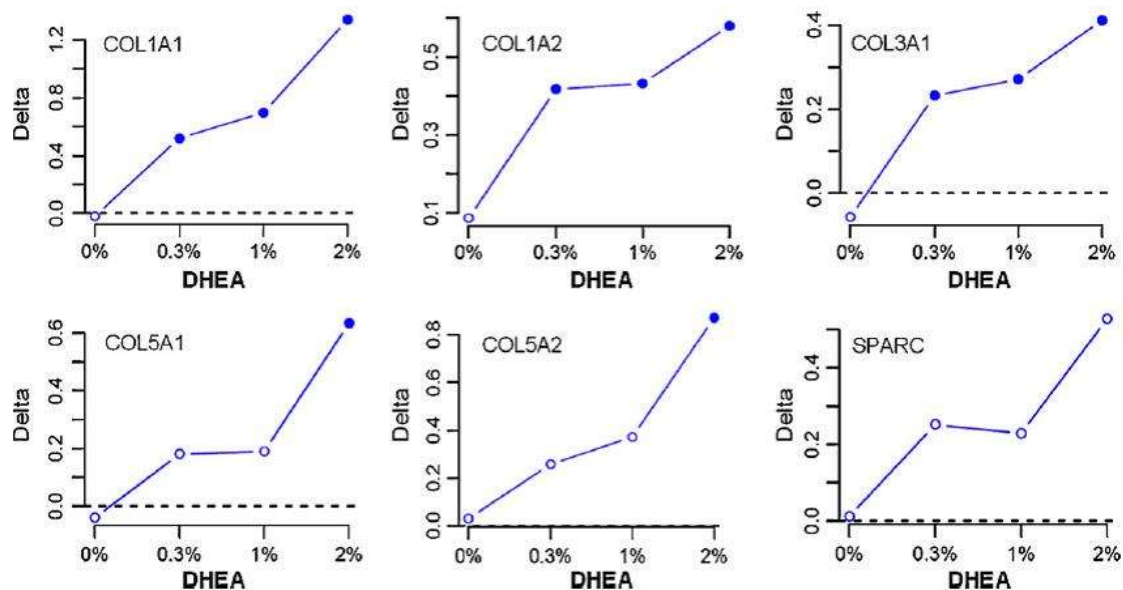 COL1A1
Delta
1.2
0.8
0.4
0.0
0% 0.3% 1% 2%
DHEA
COL1A2
Delta
0.5
0.3
0.1
0% 0.3% 1% 2%
DHEA
COL3A1
Delta
0.4
0.2
0.0
0% 0.3% 1% 2%
DHEA
COL5A1
Delta
0.6
0.4
0.2
0.0
0% 0.3% 1% 2%
DHEA
COL5A2
Delta
0.8
0.6
0.4
0.2
0.0
0% 0.3% 1% 2%
DHEA
SPARC
Delta
0.4
0.2
0.0
0% 0.3% 1% 2%
DHEA